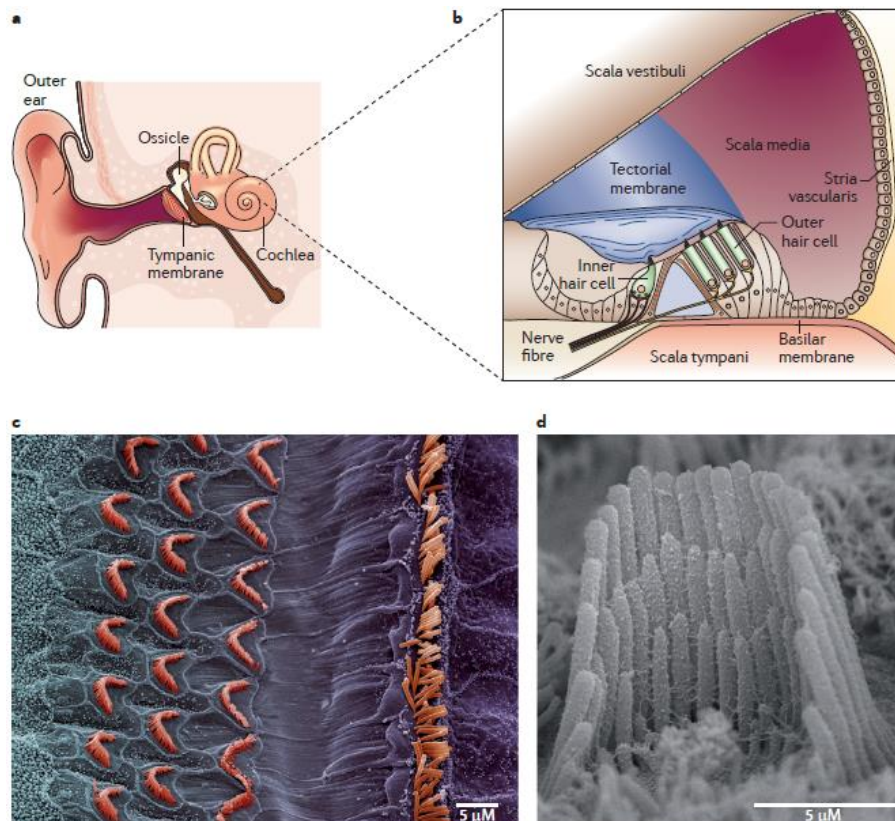 a
Outer
ear
Ossicle
Tympanic
membrane
Cochlea
b
Scala vestibuli
Scala media
Tectorial
membrane
Stria
vascularis
Outer
hair cell
Inner
hair cell
Nerve
fibre
Scala tympani
Basilar
membrane
c
5 µM
d
5 µM